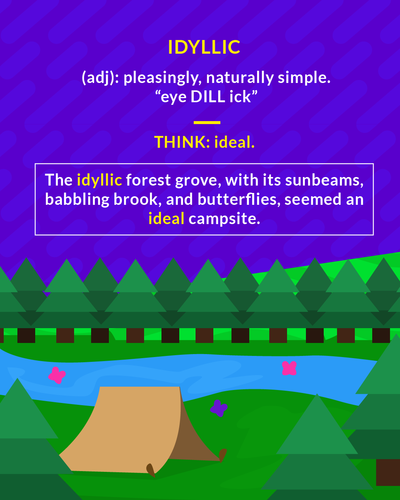 IDYLLIC
(adj): pleasingly, naturally simple.
“eye DILL ick”
THINK: ideal.
The idyllic forest grove, with its sunbeams,
babbling brook, and butterflies, seemed an
ideal campsite.